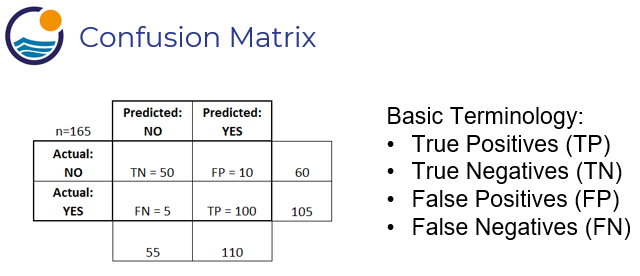 Confusion Matrix
n=165
Predicted:
NO
Predicted:
YES
Actual:
NO
TN = 50
FP = 10
60
Actual:
YES
FN = 5
TP = 100
105
55
110
Basic Terminology:
• True Positives (TP)
• True Negatives (TN)
• False Positives (FP)
• False Negatives (FN)